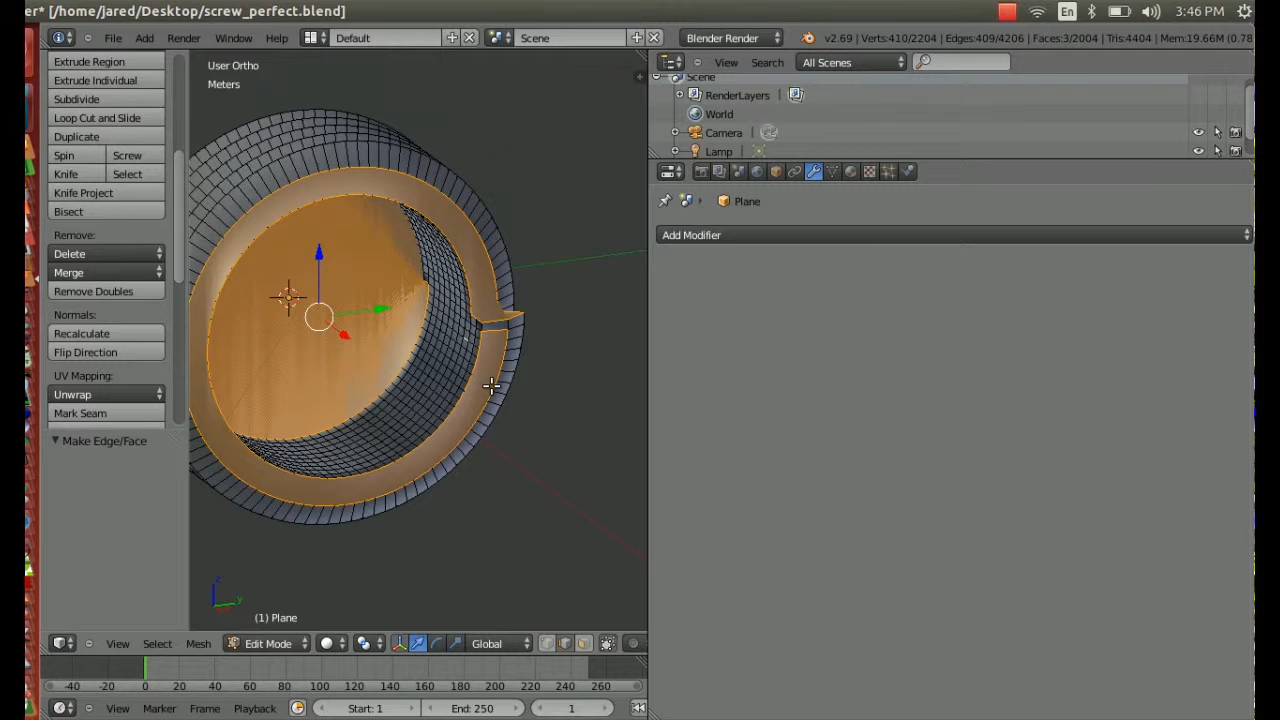 er* [/home/jared/Desktop/screw_perfect.blend] En 3:46 PM
File Add Render Window Help Default Scene Blender Render v2.69 | Verts:410/2204 | Edges:409/4206 | Faces:3/2004 | Tris:4404 | Mem:19.66M (0.78
Extrude Region
Extrude Individual
Subdivide
Loop Cut and Slide
Duplicate
Spin Screw
Knife Select
Knife Project
Bisect
Remove:
Delete
Merge
Remove Doubles
Normals:
Recalculate
Flip Direction
UV Mapping:
Unwrap
Mark Seam
Make Edge/Face
User Ortho
Meters
z
y
(1) Plane
View Select Mesh Edit Mode Global
-40 -20 0 20 40 60 80 100 120 140 160 180 200 220 240 260
View Marker Frame Playback Start: 1 End: 250 1
View Search All Scenes
Scene
RenderLayers |
World
Camera
Lamp
Plane
Add Modifier